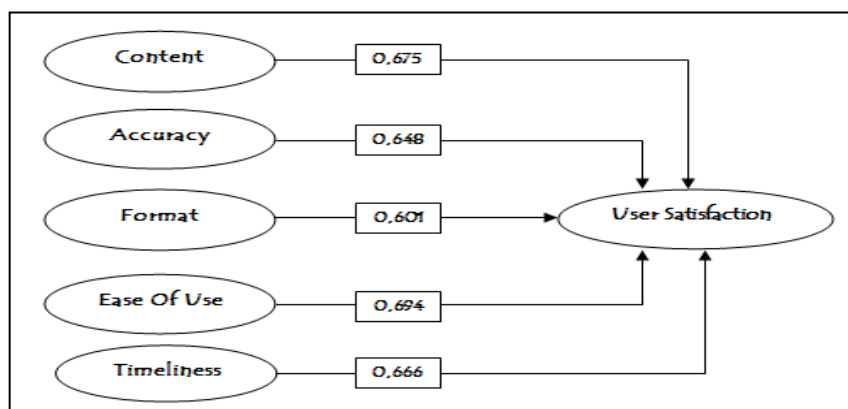 Content 0,675
Accuracy 0,648
Format 0,601 User Satisfaction
Ease Of Use 0,694
Timeliness 0,666